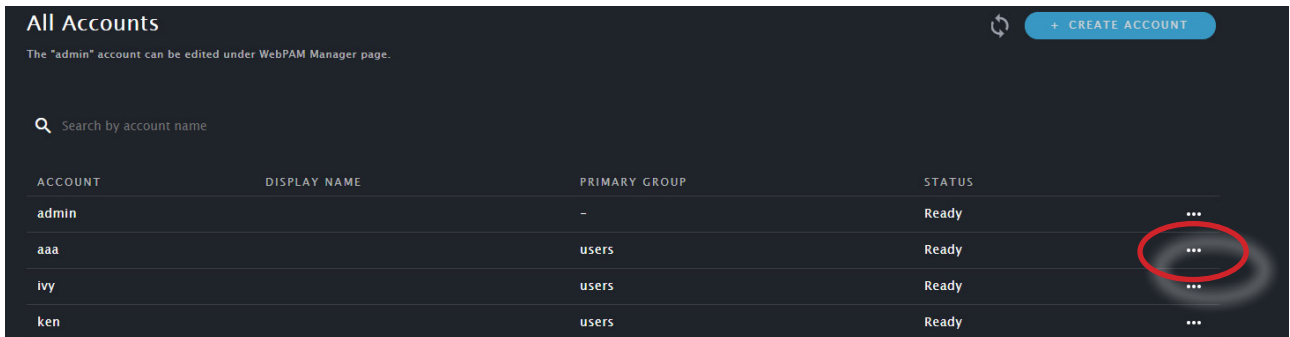 All Accounts
+ CREATE ACCOUNT
The "admin" account can be edited under WebPAM Manager page.
Search by account name
ACCOUNT DISPLAY NAME PRIMARY GROUP STATUS
admin – Ready •••
aaa users Ready •••
ivy users Ready •••
ken users Ready •••